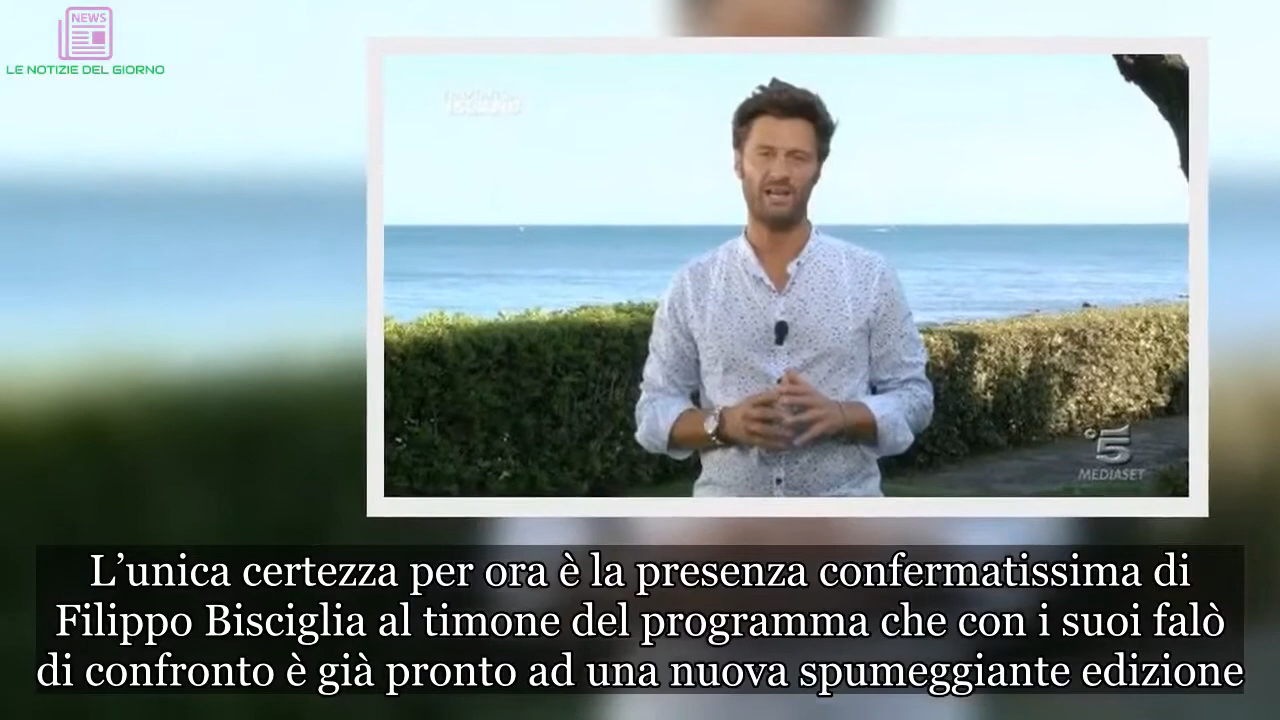 NEWS
LE NOTIZIE DEL GIORNO
5
MEDIASET
L’unica certezza per ora è la presenza confermatissima di
Filippo Bisciglia al timone del programma che con i suoi falò
di confronto è già pronto ad una nuova spumeggiante edizione